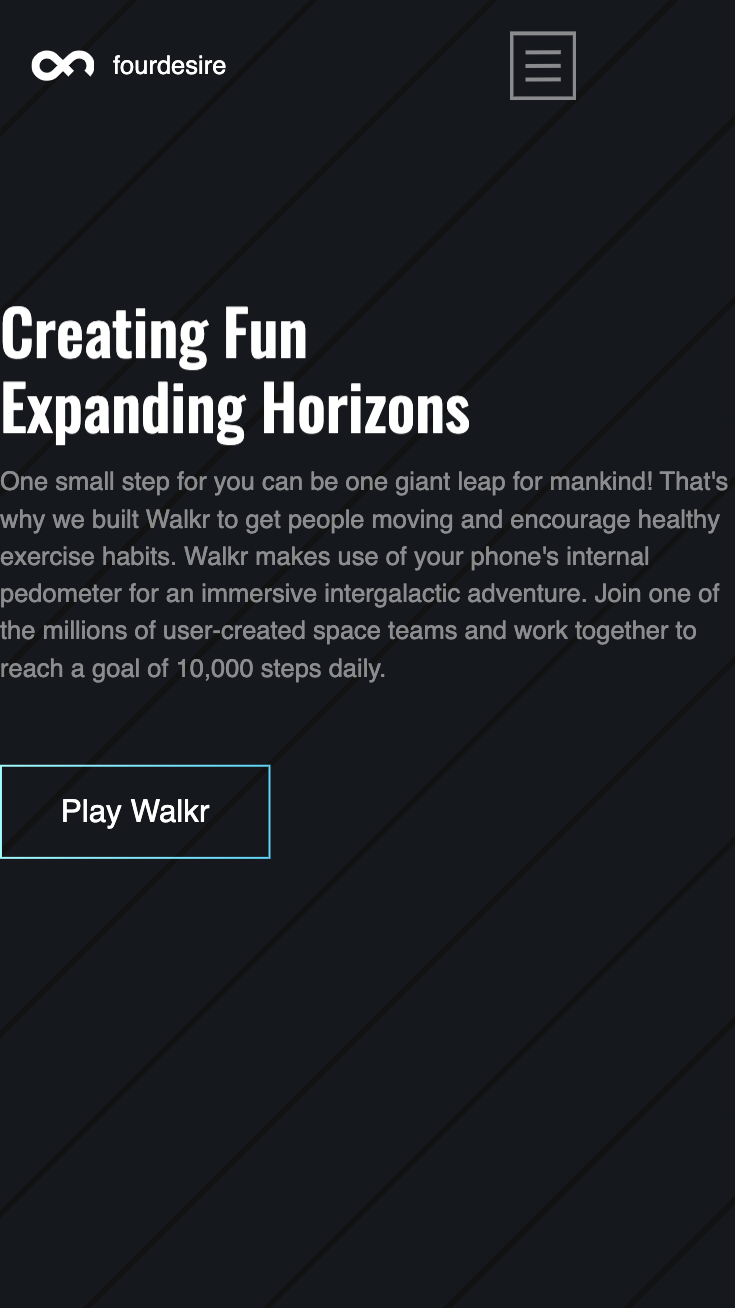 fourdesire
Creating Fun
Expanding Horizons
One small step for you can be one giant leap for mankind! That's
why we built Walkr to get people moving and encourage healthy
exercise habits. Walkr makes use of your phone's internal
pedometer for an immersive intergalactic adventure. Join one of
the millions of user-created space teams and work together to
reach a goal of 10,000 steps daily.
Play Walkr